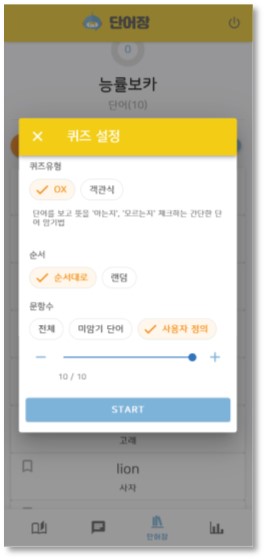 단어장
0
능률보카
단어(10)
퀴즈 설정
퀴즈유형
OX
객관식
단어를 보고 뜻을 '아는지', '모르는지' 체크하는 간단한 단
어 암기법
순서
순서대로
랜덤
문항수
전체
미암기 단어
사용자 정의
10 / 10
START
고래
lion
사자
단어장